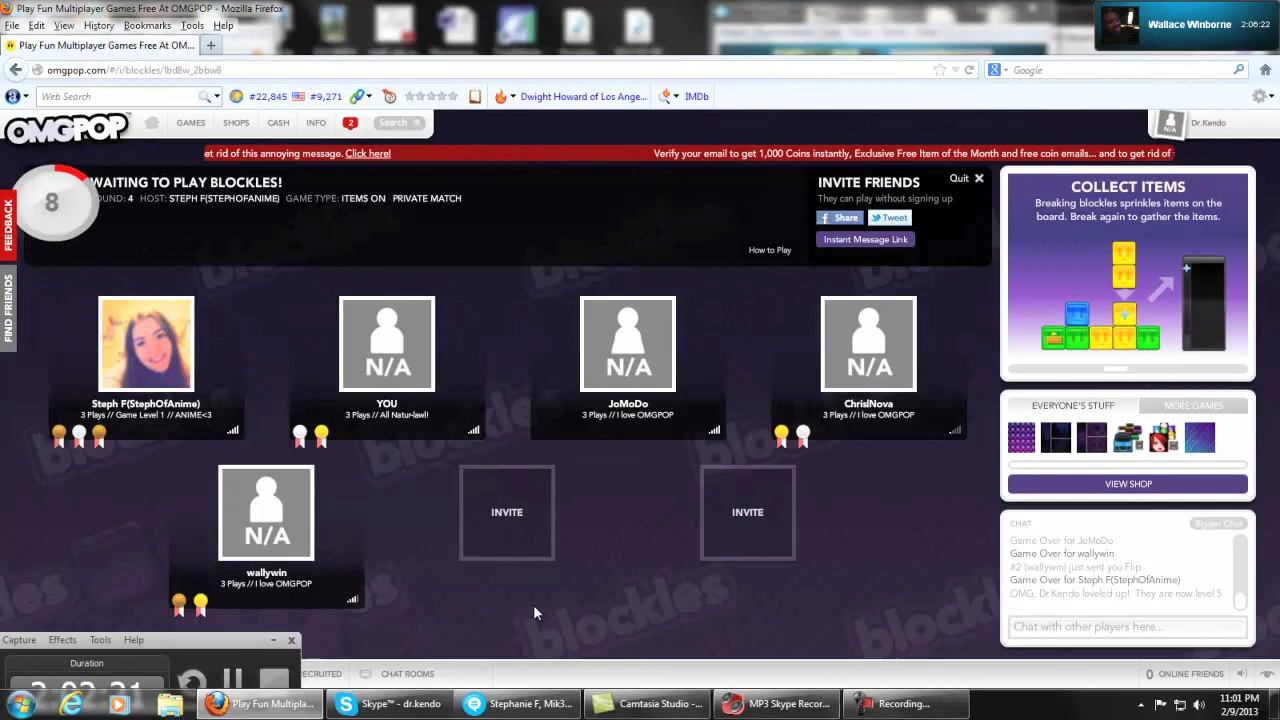 Play Fun Multiplayer Games Free At OMGPOP - Mozilla Firefox
File Edit View History Bookmarks Tools Help
Wallace Winborne
2:06:22
Play Fun Multiplayer Games Free At OM...
omgpop.com/#/i/blockles/lbd8w_2bbw8
Google
Web Search
#22,845
#9,271
Dwight Howard of Los Ange...
IMDb
OMGPOP
GAMES SHOPS CASH INFO 2 Search
N/A
Dr.Kendo
et rid of this annoying message. Click here!
Verify your email to get 1,000 Coins instantly, Exclusive Free Item of the Month and free coin emails... and to get rid of
8
WAITING TO PLAY BLOCKLES!
OUND: 4 HOST: STEPH F(STEPHOFANIME) GAME TYPE: ITEMS ON PRIVATE MATCH
How to Play
INVITE FRIENDS
Quit
They can play without signing up
Share
Tweet
Instant Message Link
COLLECT ITEMS
Breaking blockles sprinkles items on the
board. Break again to gather the items.
FEEDBACK
FIND FRIENDS
Steph F(StephOfAnime)
3 Plays // Game Level 1 // ANIME<3
N/A
YOU
3 Plays // All Natur-lawl!
N/A
JoMoDo
3 Plays // I love OMGPOP
N/A
ChrisINova
3 Plays // I love OMGPOP
N/A
wallywin
3 Plays // I love OMGPOP
INVITE
INVITE
EVERYONE'S STUFF
MORE GAMES
VIEW SHOP
CHAT
Bigger Chat
Game Over for JoMoDo
Game Over for wallywin
#2 (wallywin) just sent you Flip
Game Over for Steph F(StephOfAnime)
OMG. Dr.Kendo leveled up!. They are now level 5
Chat with other players here...
Capture Effects Tools Help
Duration
RECRUITED
CHAT ROOMS
0 ONLINE FRIENDS
Play Fun Multipla...
Skype™ - dr.kendo
Stephanie F, Mik3...
Camtasia Studio -...
MP3 Skype Recor...
Recording...
11:01 PM
2/9/2013